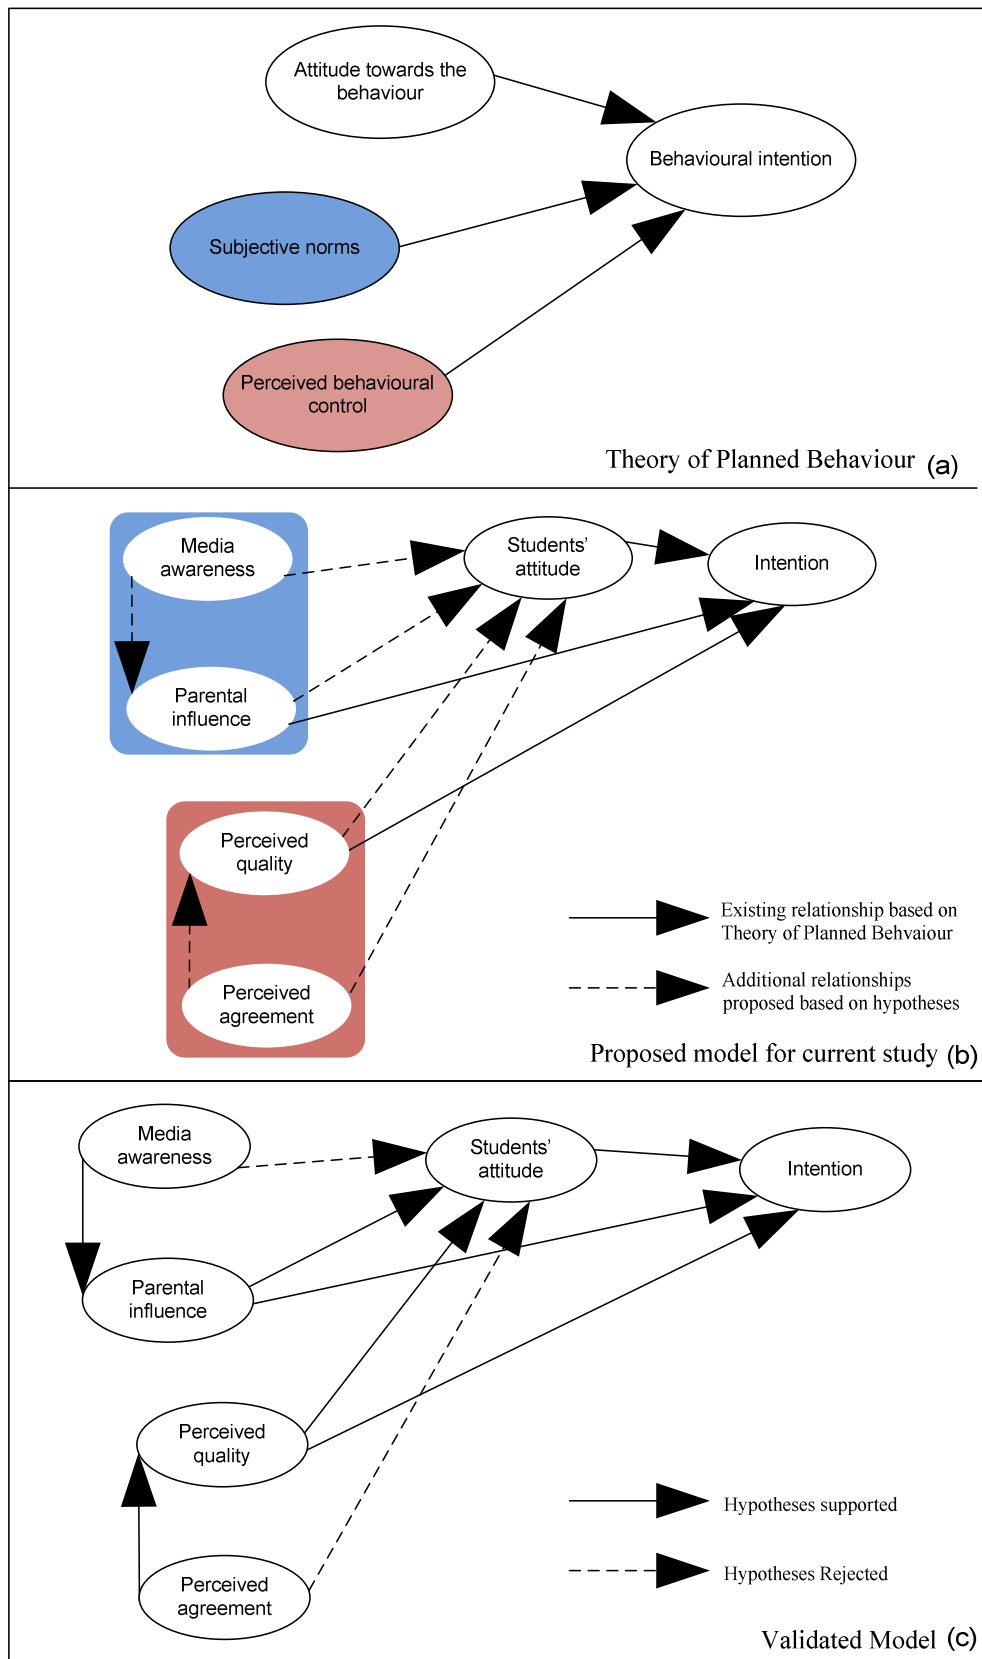 Attitude towards the
behaviour
Behavioural intention
Subjective norms
Perceived behavioural
control
Theory of Planned Behaviour (a)
Media
awareness
Students'
attitude
Intention
Parental
influence
Perceived
quality
Perceived
agreement
Existing relationship based on
Theory of Planned Behvaiour
Additional relationships
proposed based on hypotheses
Proposed model for current study (b)
Media
awareness
Students'
attitude
Intention
Parental
influence
Perceived
quality
Perceived
agreement
Hypotheses supported
Hypotheses Rejected
Validated Model (c)